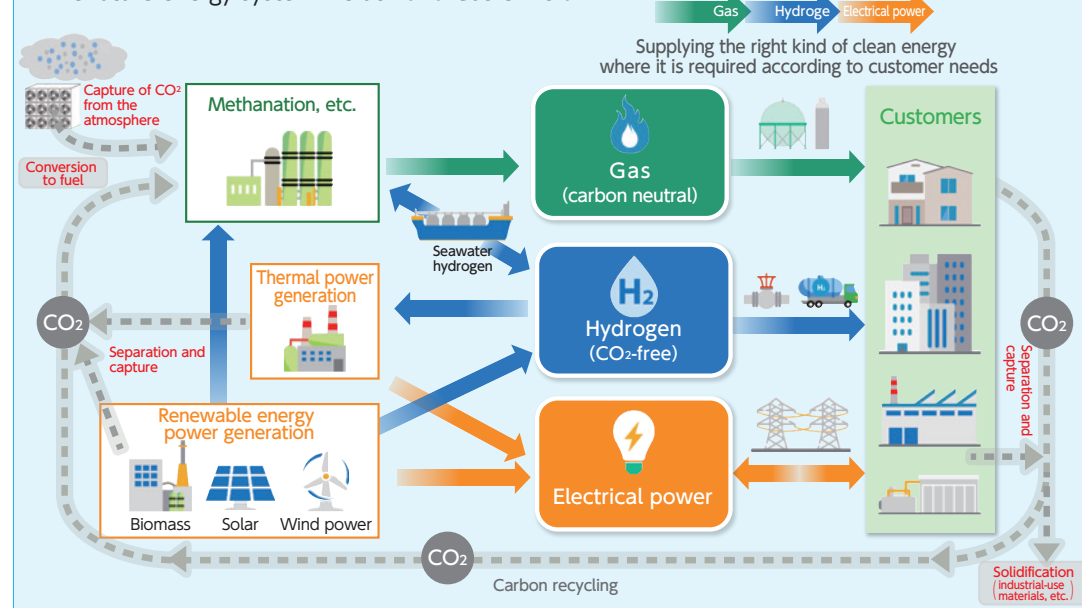 Gas
Hydroge
Electrical power
Supplying the right kind of clean energy
where it is required according to customer needs
Capture of CO²
from the
atmosphere
Methanation, etc.
Conversion
to fuel
Gas
(carbon neutral)
Customers
Seawater
hydrogen
Thermal power
generation
H₂
Hydrogen
(CO₂-free)
H₂
CO₂
CO₂
Separation and
capture
Separation and
capture
Renewable energy
power generation
Biomass
Solar
Wind power
Electrical power
CO₂
Carbon recycling
Solidification
(industrial-use
materials, etc.)